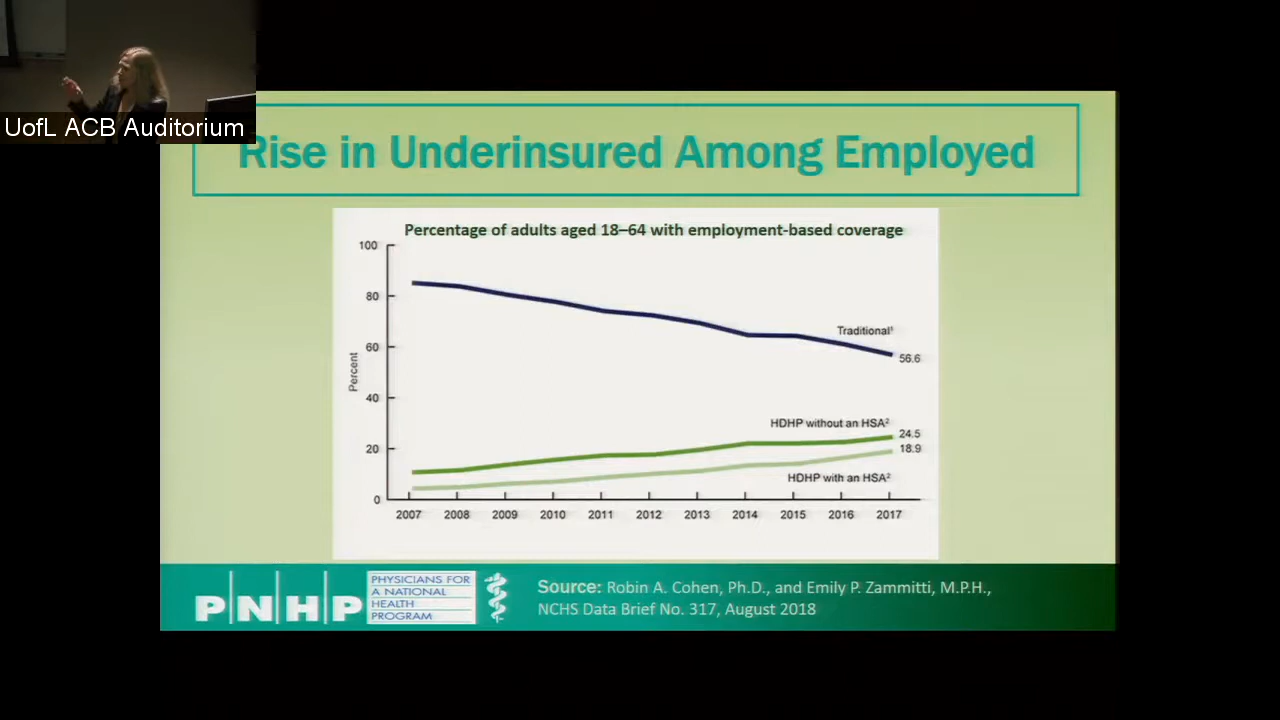 UofL ACB Auditorium
Rise in Underinsured Among Employed
Percentage of adults aged 18–64 with employment-based coverage
100
80
60
40
20
0
Percent
Traditional¹
56.6
HDHP without an HSA²
24.5
18.9
HDHP with an HSA²
2007 2008 2009 2010 2011 2012 2013 2014 2015 2016 2017
PNHP
PHYSICIANS FOR
A NATIONAL
HEALTH
PROGRAM
Source: Robin A. Cohen, Ph.D., and Emily P. Zammitti, M.P.H.,
NCHS Data Brief No. 317, August 2018